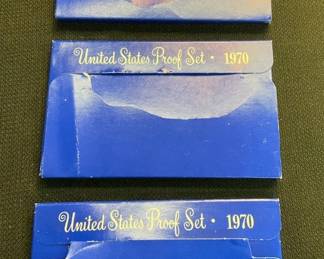 United States Proof Set • 1970
United States Proof Set • 1970